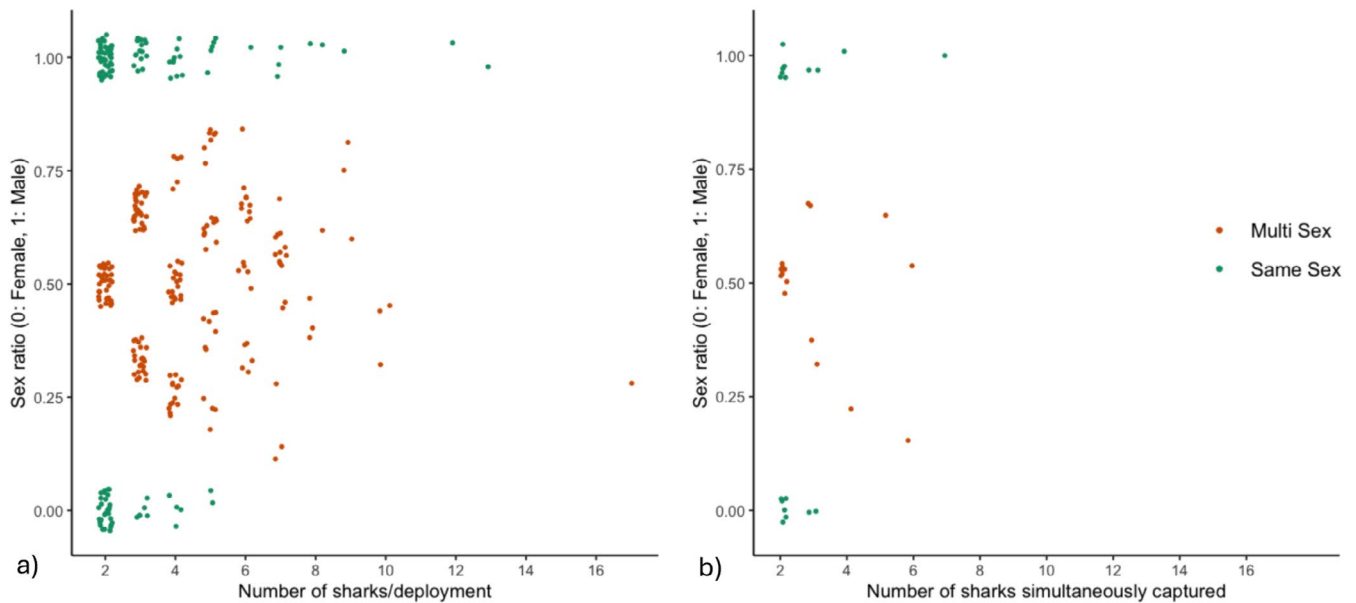 1.00
0.75
0.50
0.25
0.00
Sex ratio (0: Female, 1: Male)
2 4 6 8 10 12 14 16
Number of sharks/deployment
a)
1.00
0.75
0.50
0.25
0.00
Sex ratio (0: Female, 1: Male)
2 4 6 8 10 12 14 16
Number of sharks simultaneously captured
b)
Multi Sex
Same Sex